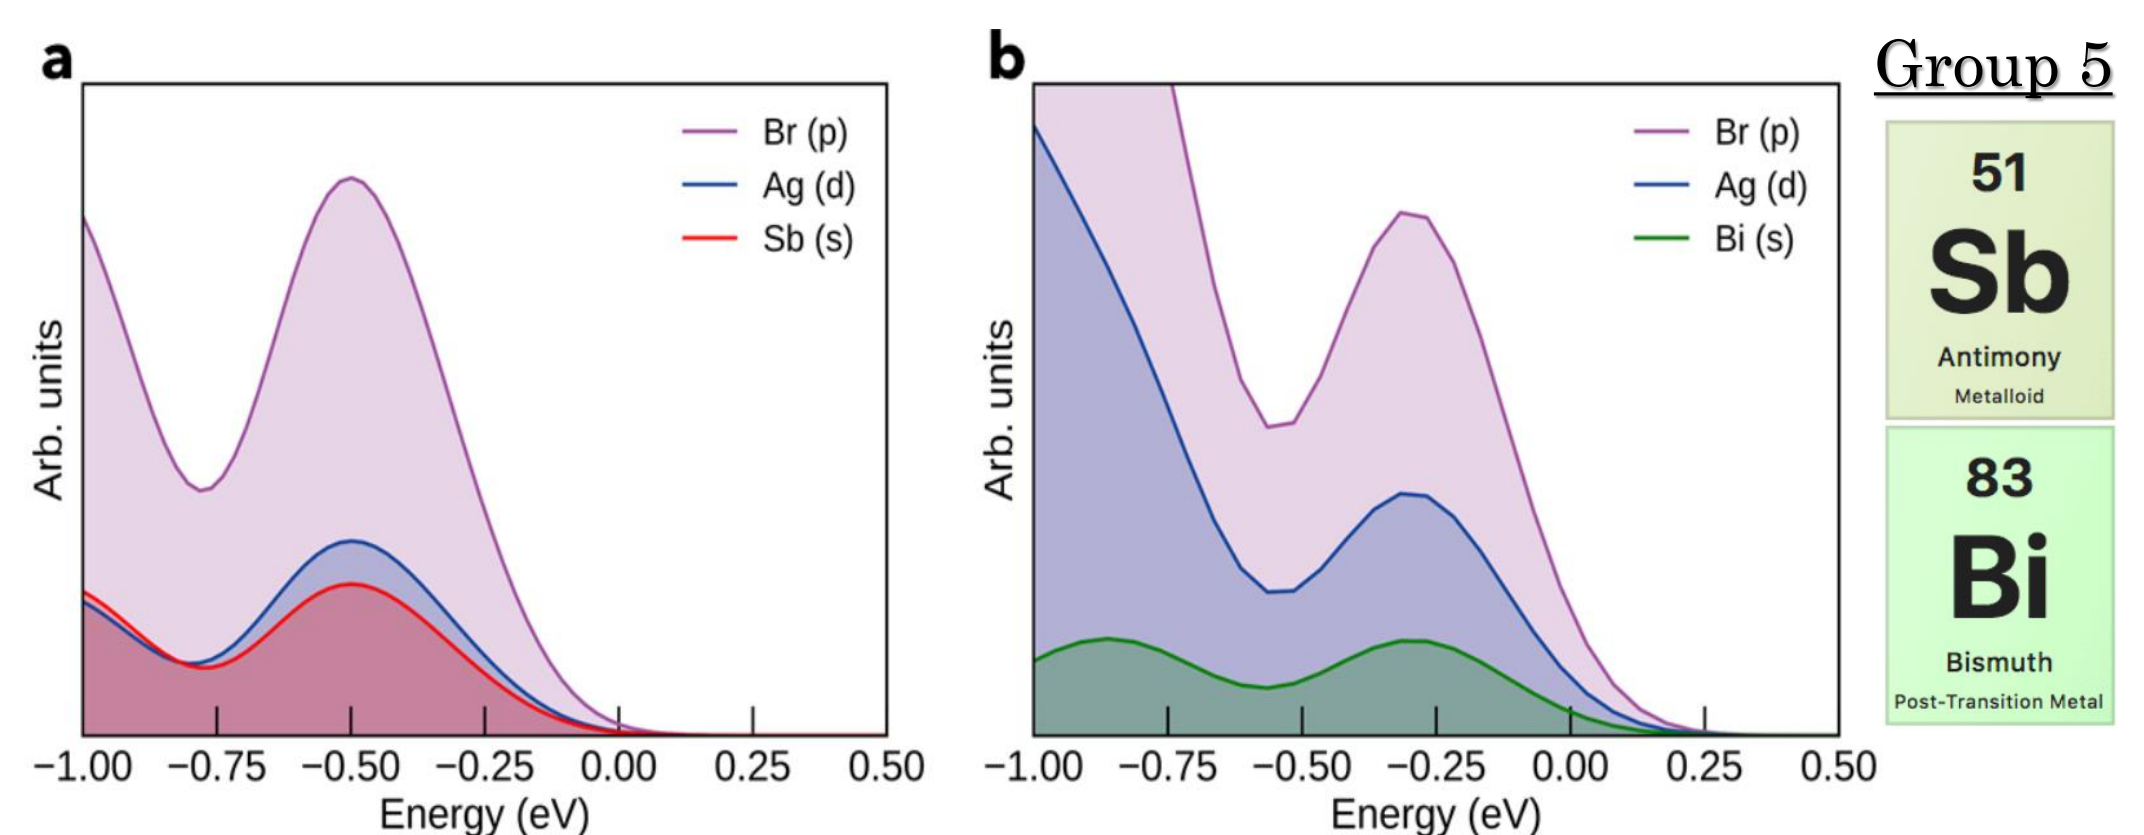 a
Br (p)
Ag (d)
Sb (s)
Arb. units
−1.00 −0.75 −0.50 −0.25 0.00 0.25 0.50
Energy (eV)
b
Br (p)
Ag (d)
Bi (s)
Arb. units
−1.00 −0.75 −0.50 −0.25 0.00 0.25 0.50
Energy (eV)
Group 5
51
Sb
Antimony
Metalloid
83
Bi
Bismuth
Post-Transition Metal